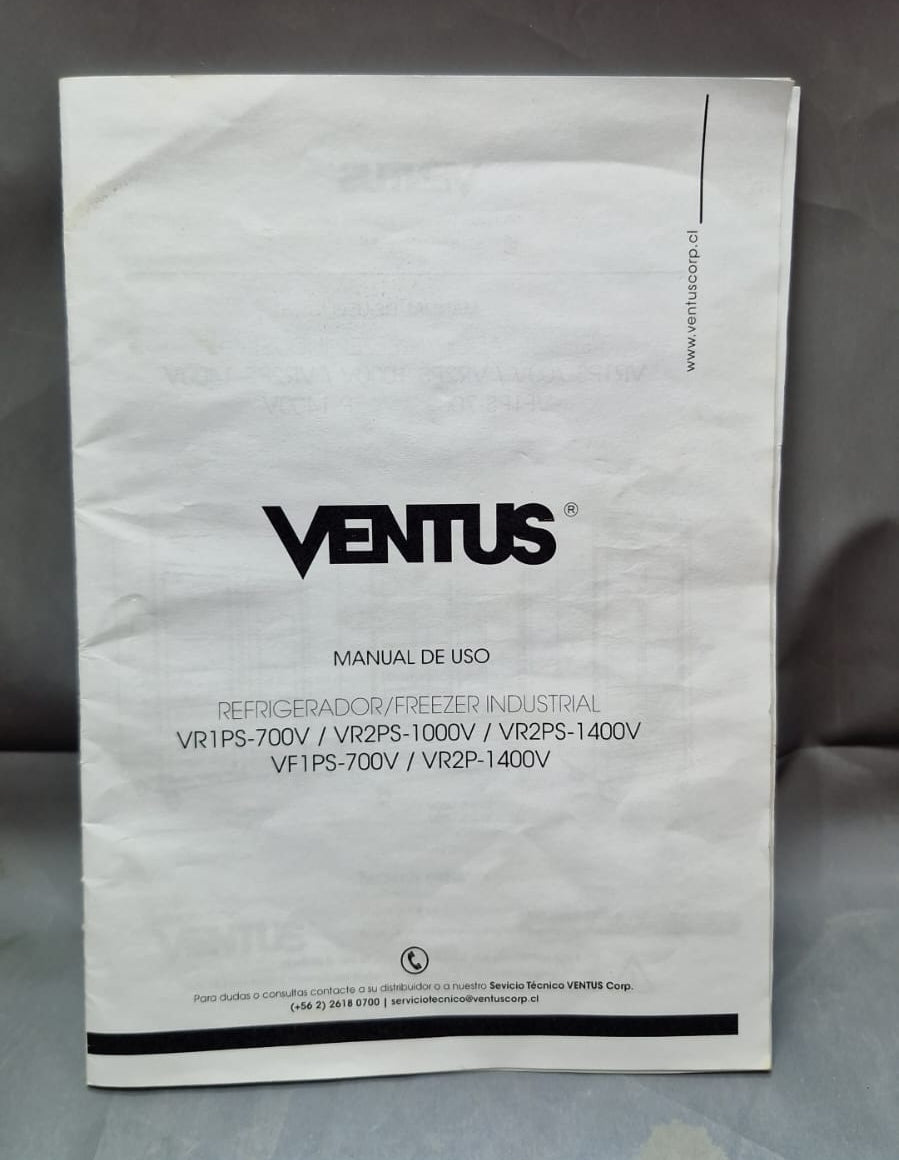 www.ventuscorp.cl
VENTUS ®
MANUAL DE USO
REFRIGERADOR/FREEZER INDUSTRIAL
VR1PS-700V / VR2PS-1000V / VR2PS-1400V
VF1PS-700V / VR2P-1400V
Para dudas o consultas contacte a su distribuidor o a nuestro Sevicio Técnico VENTUS Corp.
(+56 2) 2618 0700 | serviciotecnico@ventuscorp.cl